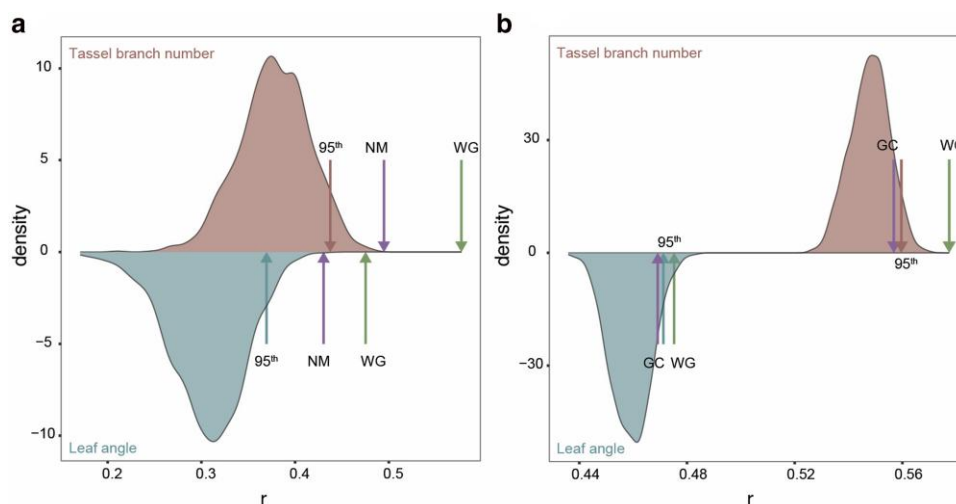 a
Tassel branch number
10
5
0
−5
−10
density
95th
NM
WG
95th
NM
WG
Leaf angle
0.2 0.3 0.4 0.5
r
b
Tassel branch number
30
0
−30
density
GC
WG
95th
95th
GC WG
Leaf angle
0.44 0.48 0.52 0.56
r